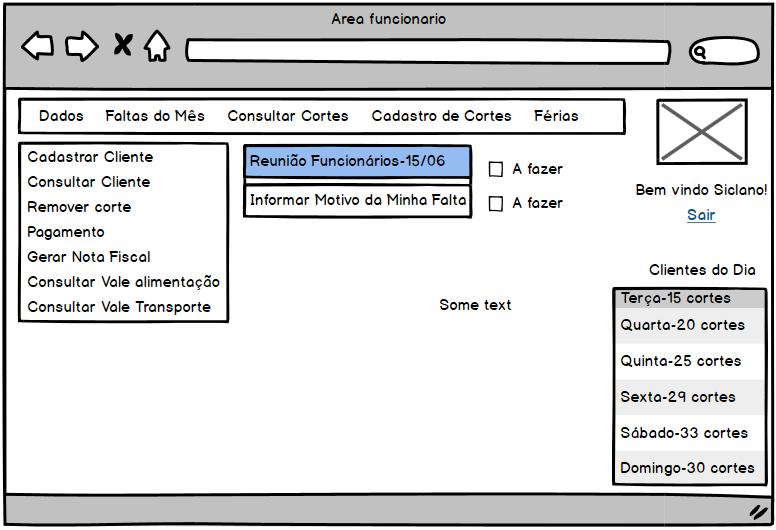 Area funcionario
Dados Faltas do Mês Consultar Cortes Cadastro de Cortes Férias
Cadastrar Cliente
Consultar Cliente
Remover corte
Pagamento
Gerar Nota Fiscal
Consultar Vale alimentação
Consultar Vale Transporte
Reunião Funcionários-15/06
A fazer
Informar Motivo da Minha Falta
A fazer
Some text
Bem vindo Siclano!
Sair
Clientes do Dia
Terça-15 cortes
Quarta-20 cortes
Quinta-25 cortes
Sexta-29 cortes
Sábado-33 cortes
Domingo-30 cortes